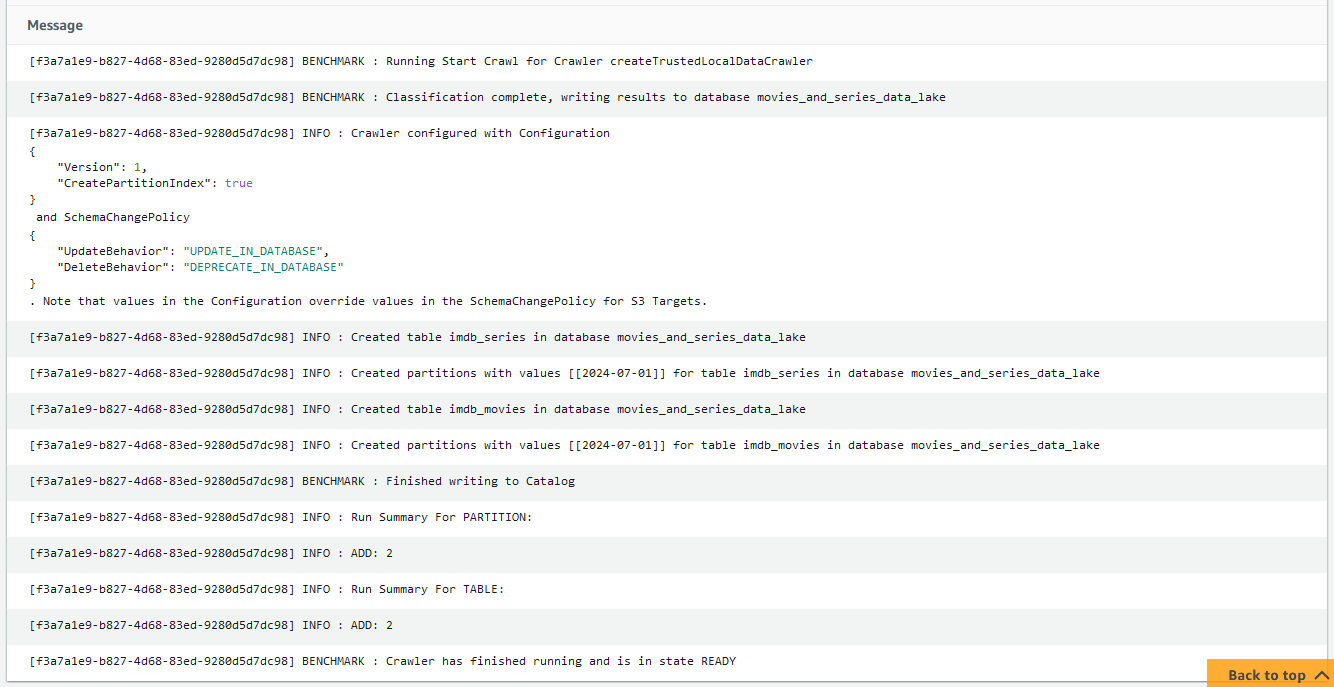 Message
[f3a7a1e9-b827-4d68-83ed-9280d5d7dc98] BENCHMARK : Running Start Crawl for Crawler createTrustedLocalDataCrawler
[f3a7a1e9-b827-4d68-83ed-9280d5d7dc98] BENCHMARK : Classification complete, writing results to database movies_and_series_data_lake
[f3a7a1e9-b827-4d68-83ed-9280d5d7dc98] INFO : Crawler configured with Configuration
{
    "Version": 1,
    "CreatePartitionIndex": true
}
 and SchemaChangePolicy
{
    "UpdateBehavior": "UPDATE_IN_DATABASE",
    "DeleteBehavior": "DEPRECATE_IN_DATABASE"
}
. Note that values in the Configuration override values in the SchemaChangePolicy for S3 Targets.
[f3a7a1e9-b827-4d68-83ed-9280d5d7dc98] INFO : Created table imdb_series in database movies_and_series_data_lake
[f3a7a1e9-b827-4d68-83ed-9280d5d7dc98] INFO : Created partitions with values [[2024-07-01]] for table imdb_series in database movies_and_series_data_lake
[f3a7a1e9-b827-4d68-83ed-9280d5d7dc98] INFO : Created table imdb_movies in database movies_and_series_data_lake
[f3a7a1e9-b827-4d68-83ed-9280d5d7dc98] INFO : Created partitions with values [[2024-07-01]] for table imdb_movies in database movies_and_series_data_lake
[f3a7a1e9-b827-4d68-83ed-9280d5d7dc98] BENCHMARK : Finished writing to Catalog
[f3a7a1e9-b827-4d68-83ed-9280d5d7dc98] INFO : Run Summary For PARTITION:
[f3a7a1e9-b827-4d68-83ed-9280d5d7dc98] INFO : ADD: 2
[f3a7a1e9-b827-4d68-83ed-9280d5d7dc98] INFO : Run Summary For TABLE:
[f3a7a1e9-b827-4d68-83ed-9280d5d7dc98] INFO : ADD: 2
[f3a7a1e9-b827-4d68-83ed-9280d5d7dc98] BENCHMARK : Crawler has finished running and is in state READY
Back to top